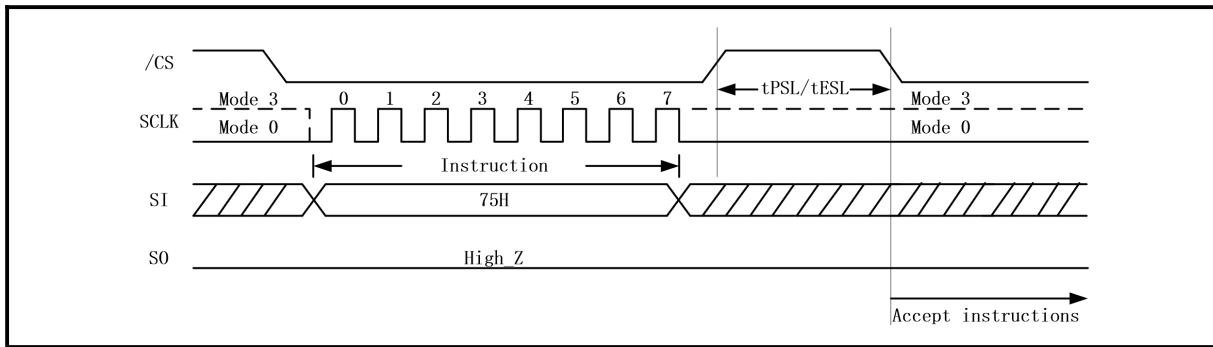 /CS
tPSL/tESL
Mode 3 0 1 2 3 4 5 6 7 Mode 3
SCLK
Mode 0 Mode 0
Instruction
SI 75H
SO High_Z
Accept instructions